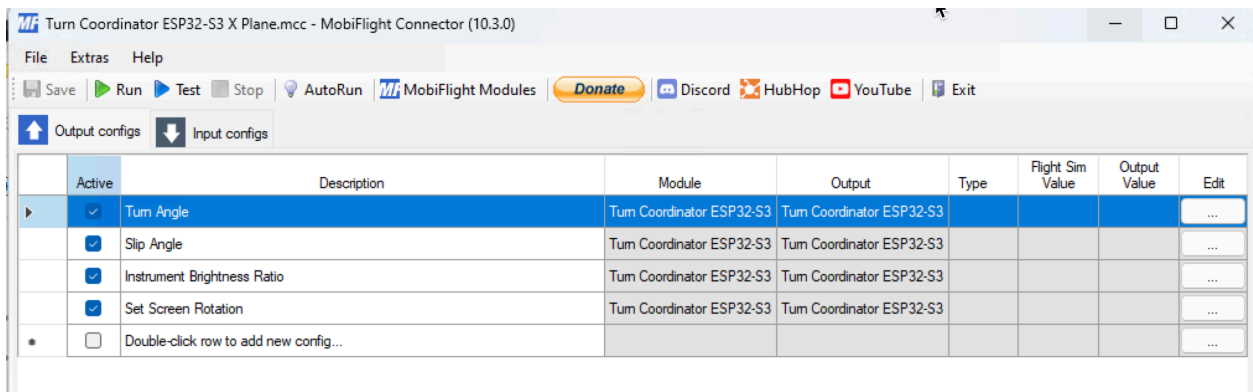 MF Turn Coordinator ESP32-S3 X Plane.mcc - MobiFlight Connector (10.3.0)
File Extras Help
Save Run Test Stop AutoRun MF MobiFlight Modules Donate Discord HubHop YouTube Exit
Output configs Input configs
Active Description Module Output Type Flight Sim Value Output Value Edit
Turn Angle Turn Coordinator ESP32-S3 Turn Coordinator ESP32-S3 ...
Slip Angle Turn Coordinator ESP32-S3 Turn Coordinator ESP32-S3 ...
Instrument Brightness Ratio Turn Coordinator ESP32-S3 Turn Coordinator ESP32-S3 ...
Set Screen Rotation Turn Coordinator ESP32-S3 Turn Coordinator ESP32-S3 ...
Double-click row to add new config... ...